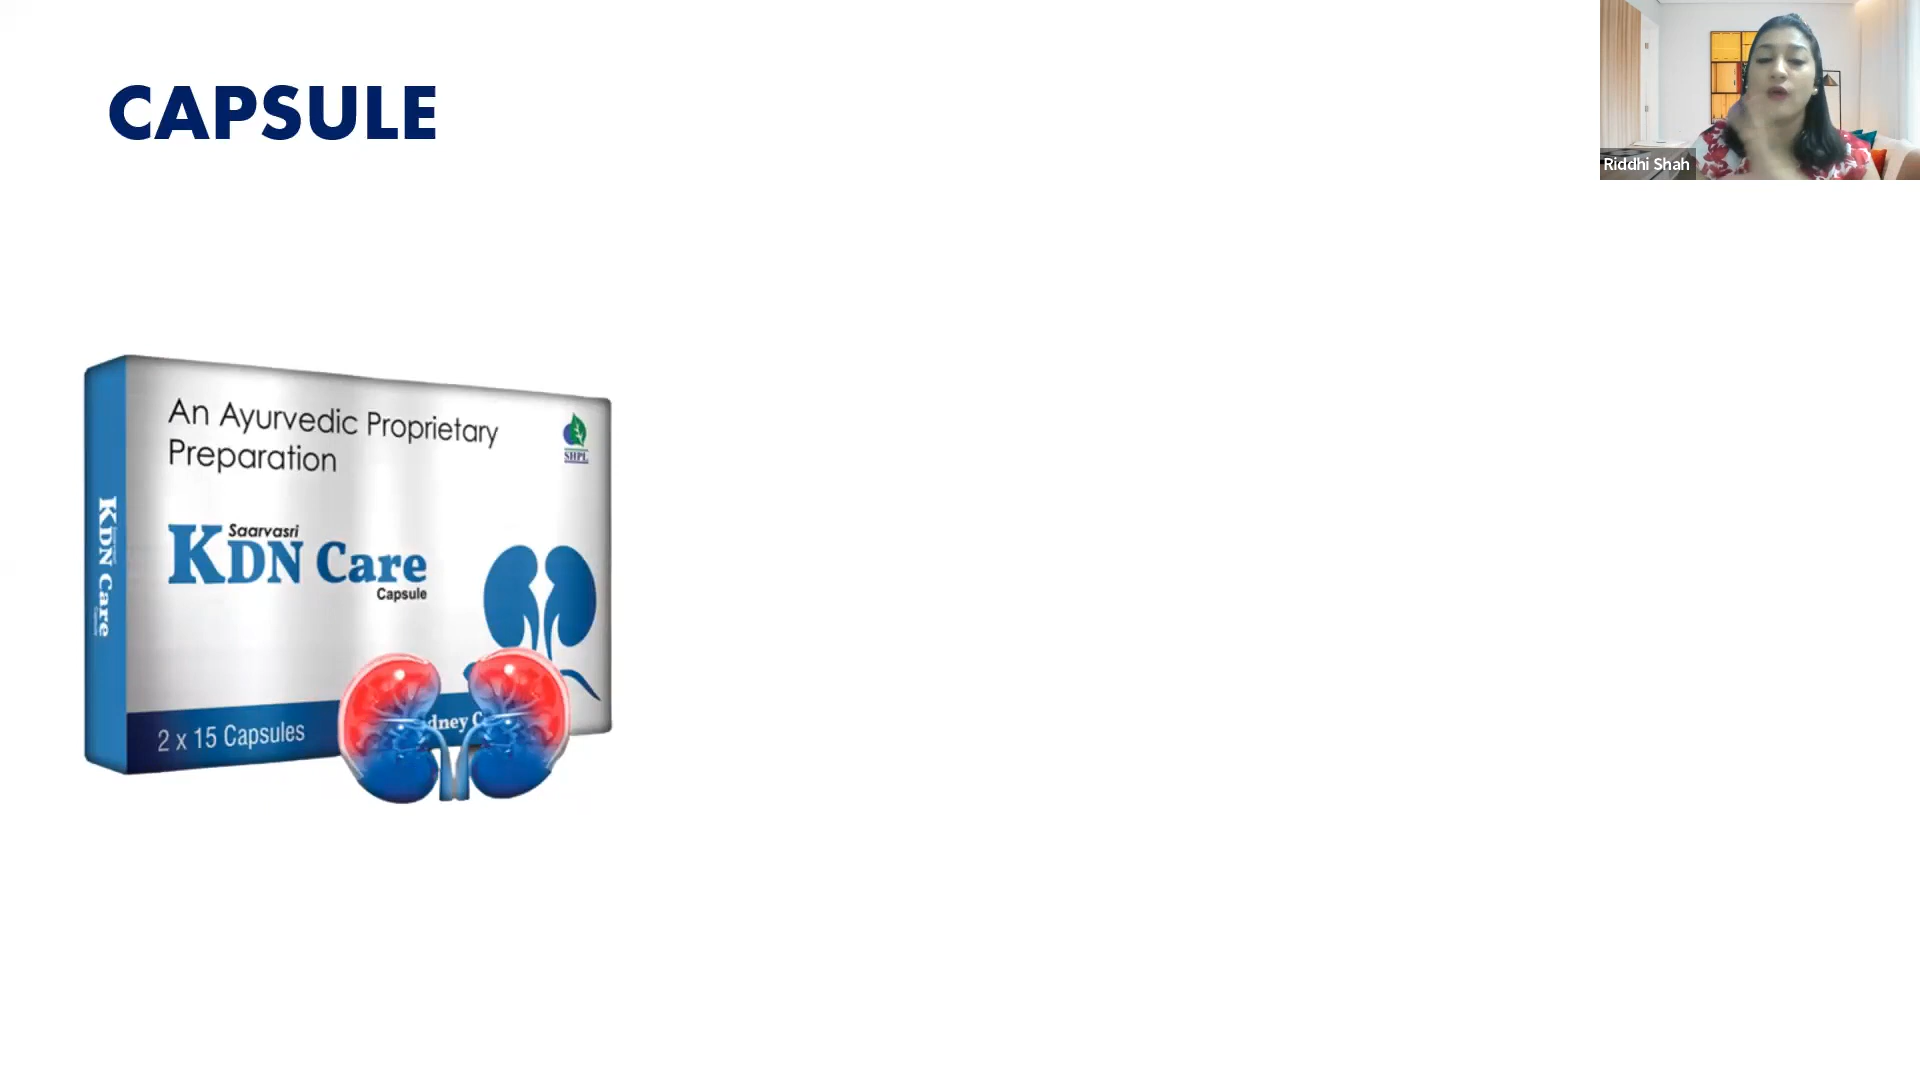 CAPSULE
Riddhi Shah
An Ayurvedic Proprietary
Preparation
SHPL
Saarvasri
KDN Care
Capsule
KDN Care
2 x 15 Capsules